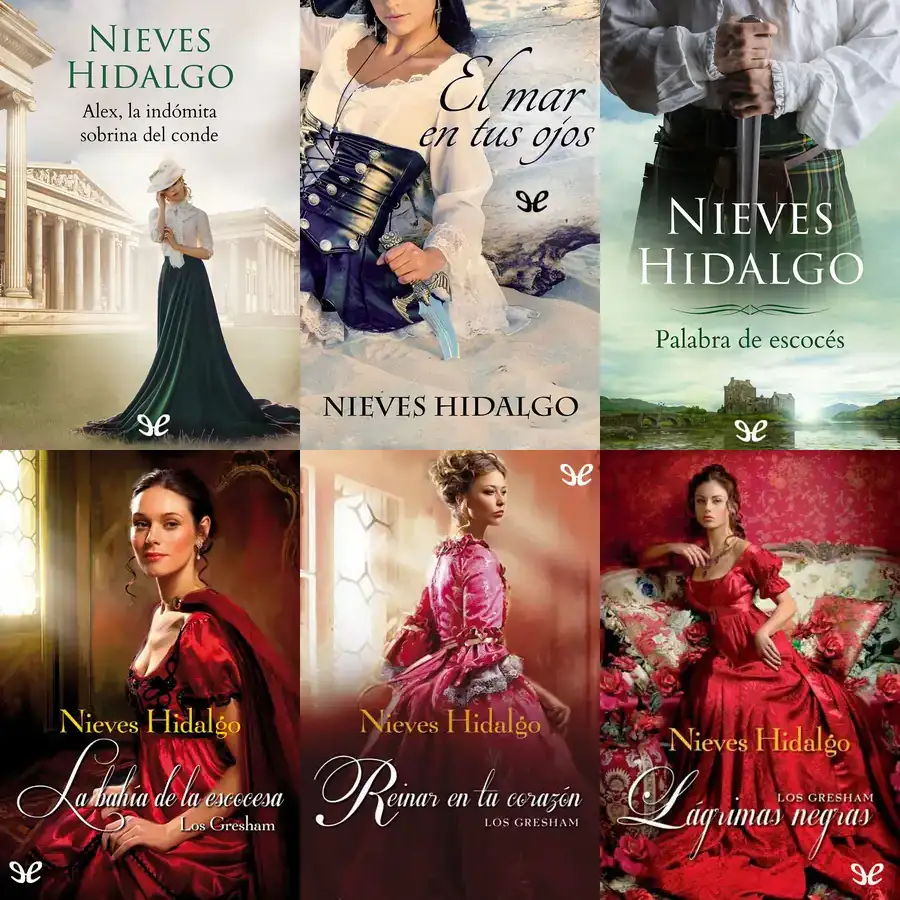 NIEVES
HIDALGO
Alex, la indómita
sobrina del conde
El mar
en tus ojos
NIEVES HIDALGO
NIEVES
HIDALGO
Palabra de escocés
Nieves Hidalgo
La bahía de la escocesa
Los Gresham
Nieves Hidalgo
Reinar en tu corazón
LOS GRESHAM
Nieves Hidalgo
LOS GRESHAM
Lágrimas negras